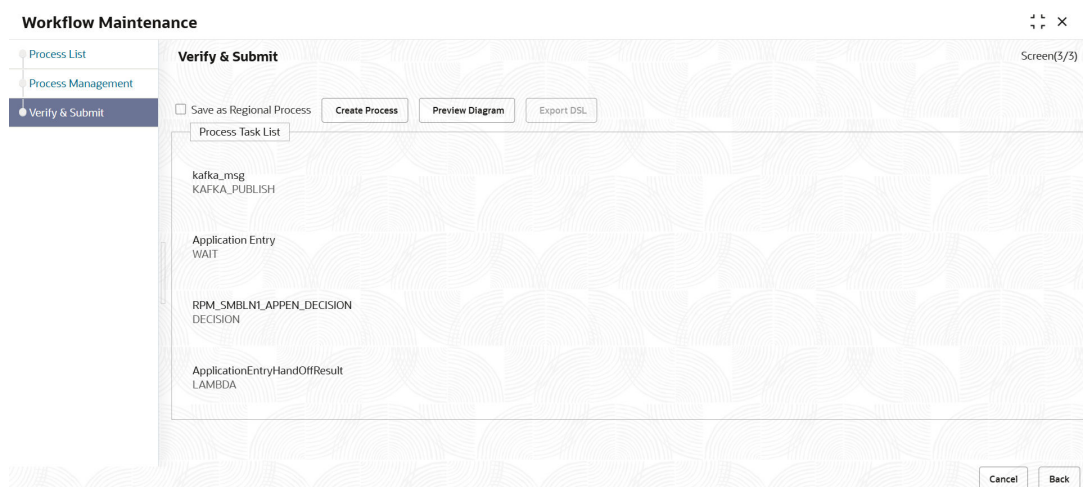 Workflow Maintenance
Process List
Process Management
Verify & Submit
Verify & Submit
Screen(3/3)
Save as Regional Process
Create Process
Preview Diagram
Export DSL
Process Task List
kafka_msg
KAFKA_PUBLISH
Application Entry
WAIT
RPM_SMBLN1_APPEN_DECISION
DECISION
ApplicationEntryHandOffResult
LAMBDA
Cancel
Back